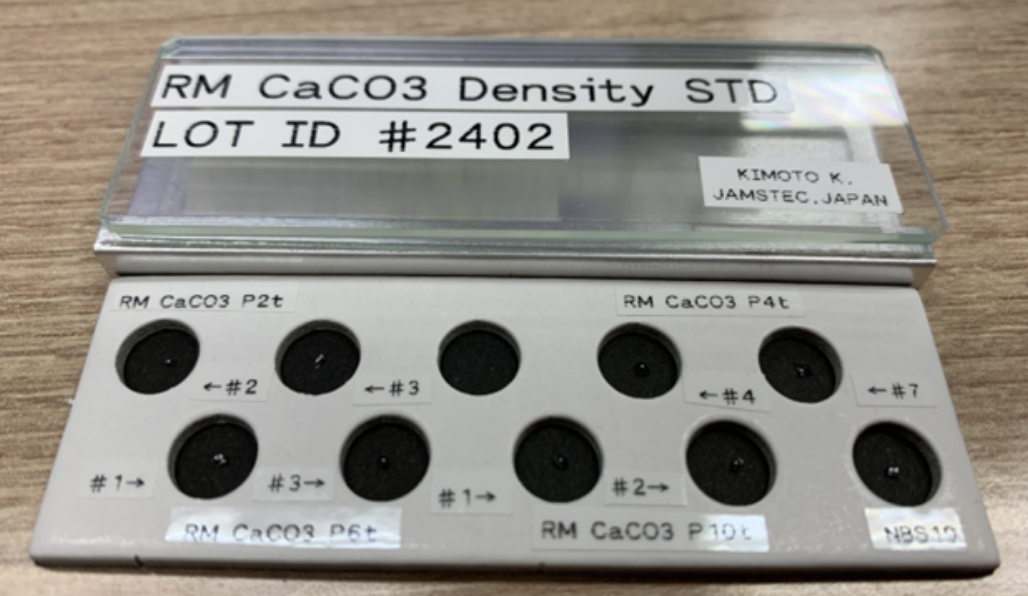 RM CaCO3 Density STD
LOT ID #2402
KIMOTO K.
JAMSTEC.JAPAN
RM CaCO3 P2t
RM CaCO3 P4t
←#2
←#3
←#4
←#7
#1→
#3→
#1→
#2→
RM CaCO3 P6t
RM CaCO3 P10t
NBS19